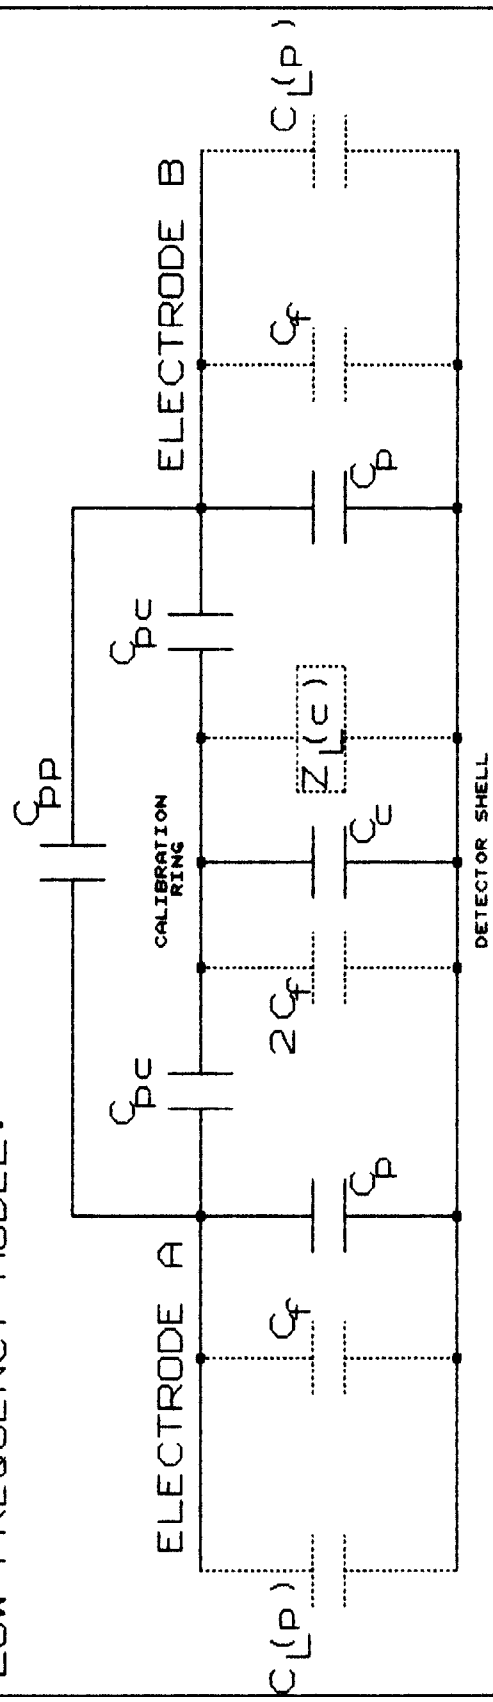 LOW FREQUENCY MODEL:
C_pp
C_pc
CALIBRATION
RING
C_pc
ELECTRODE A
ELECTRODE B
C_L(p)
C_f
C_p
2C_f
C_c
Z_L(c)
C_p
C_f
C_L(p)
DETECTOR SHELL